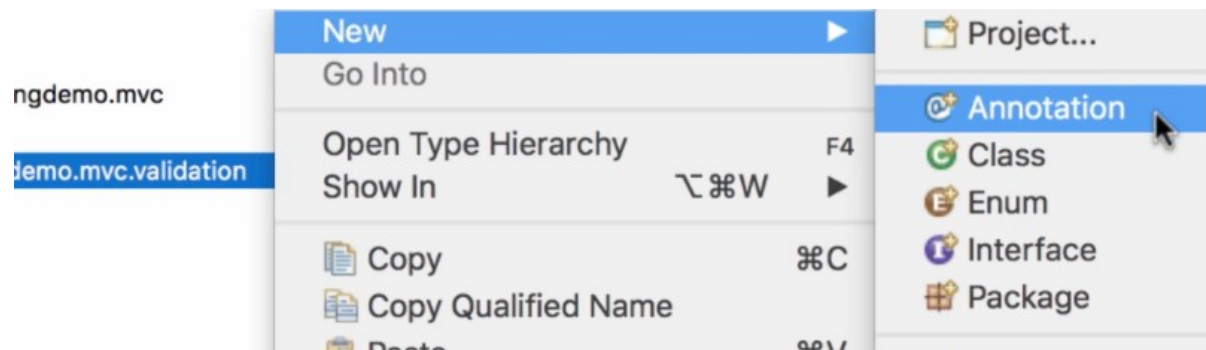 ngdemo.mvc
demo.mvc.validation
New
Go Into
Open Type Hierarchy F4
Show In ⌥⌘W
Copy ⌘C
Copy Qualified Name
Project...
Annotation
Class
Enum
Interface
Package